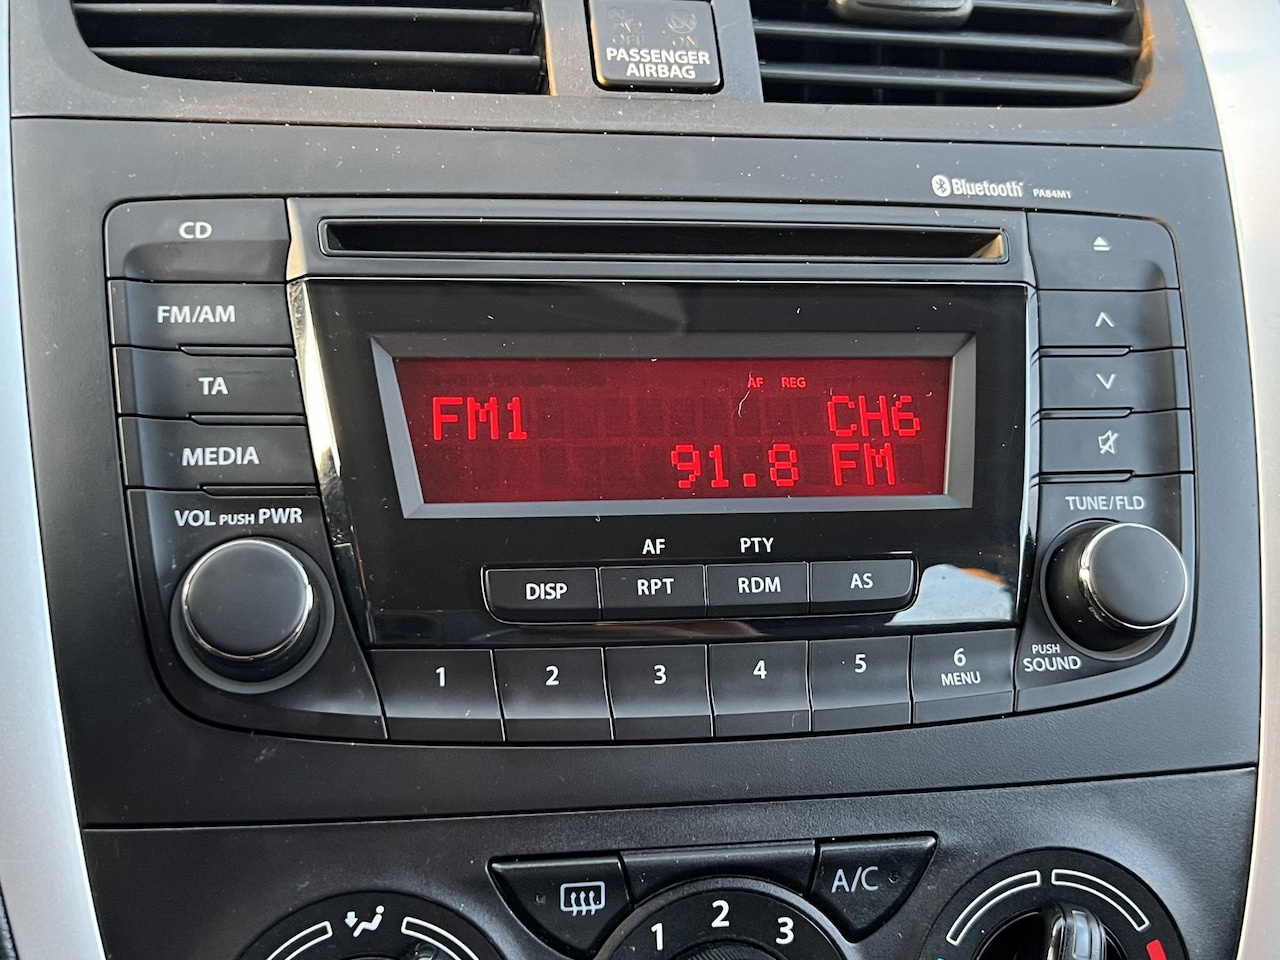 OFF ON
PASSENGER
AIRBAG
Bluetooth PA84M1
CD
FM/AM
TA
MEDIA
VOL PUSH PWR
AF REG
FM1 CH6
91.8 FM
TUNE/FLD
AF PTY
DISP RPT RDM AS
PUSH
SOUND
1 2 3 4 5 6
MENU
A/C
1 2 3